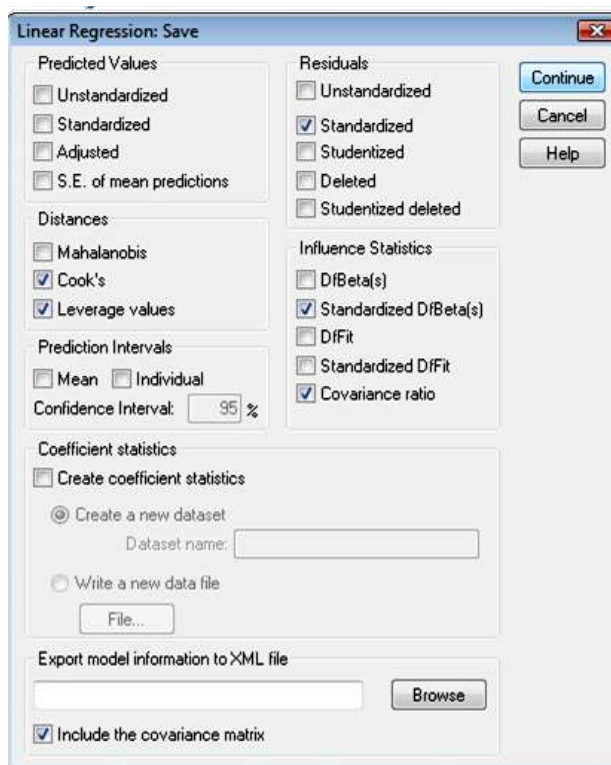 Linear Regression: Save
Predicted Values
Unstandardized
Standardized
Adjusted
S.E. of mean predictions
Distances
Mahalanobis
Cook's
Leverage values
Prediction Intervals
Mean Individual
Confidence Interval: 95 %
Residuals
Unstandardized
Standardized
Studentized
Deleted
Studentized deleted
Influence Statistics
DfBeta(s)
Standardized DfBeta(s)
DfFit
Standardized DfFit
Covariance ratio
Continue
Cancel
Help
Coefficient statistics
Create coefficient statistics
Create a new dataset
Dataset name:
Write a new data file
File...
Export model information to XML file
Browse
Include the covariance matrix